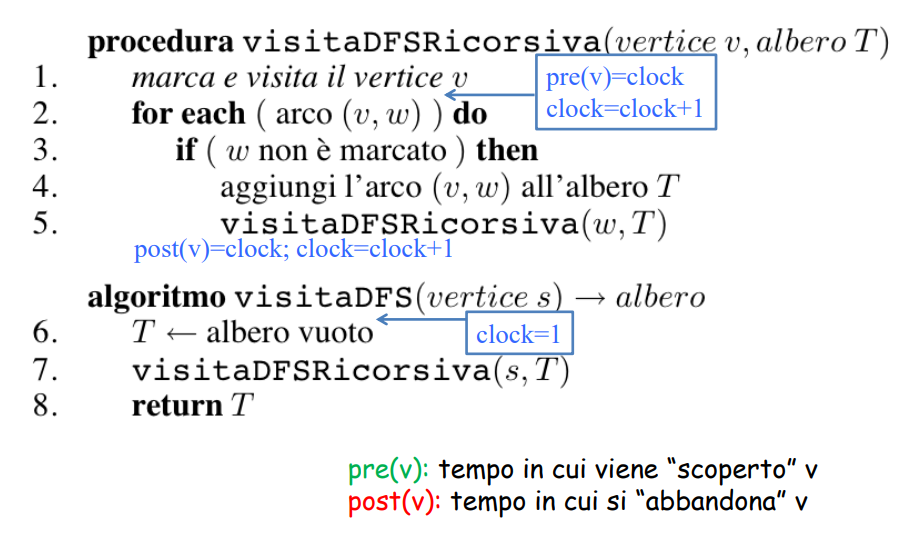 procedura visitaDFSRicorsiva(vertice v, albero T)
1. marca e visita il vertice v
pre(v)=clock
clock=clock+1
2. for each ( arco (v, w) ) do
3. if ( w non è marcato ) then
4. aggiungi l'arco (v, w) all'albero T
5. visitaDFSRicorsiva(w, T)
post(v)=clock; clock=clock+1
algoritmo visitaDFS(vertice s) → albero
6. T ← albero vuoto
clock=1
7. visitaDFSRicorsiva(s, T)
8. return T
pre(v): tempo in cui viene “scoperto” v
post(v): tempo in cui si “abbandona” v